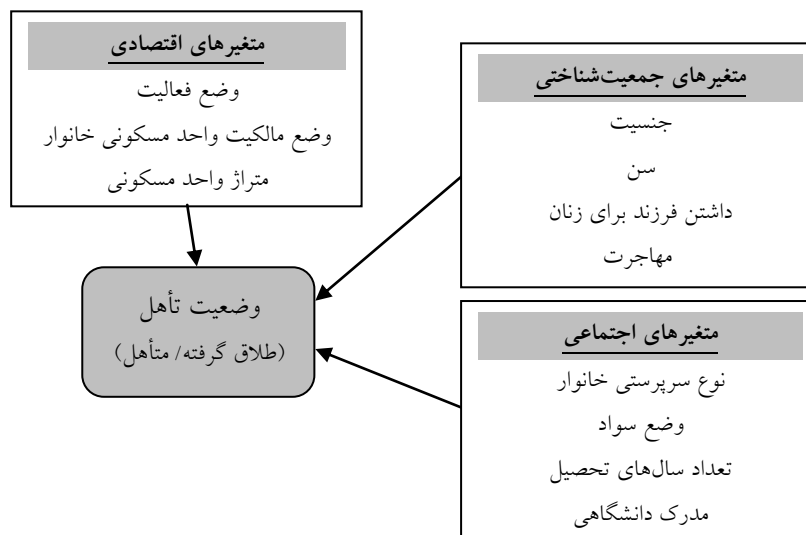 متغیرهای اقتصادی
وضع فعالیت
وضع مالکیت واحد مسکونی خانوار
متراژ واحد مسکونی
متغیرهای جمعیت‌شناختی
جنسیت
سن
داشتن فرزند برای زنان
مهاجرت
وضعیت تأهل
(طلاق گرفته/ متأهل)
متغیرهای اجتماعی
نوع سرپرستی خانوار
وضع سواد
تعداد سال‌های تحصیل
مدرک دانشگاهی